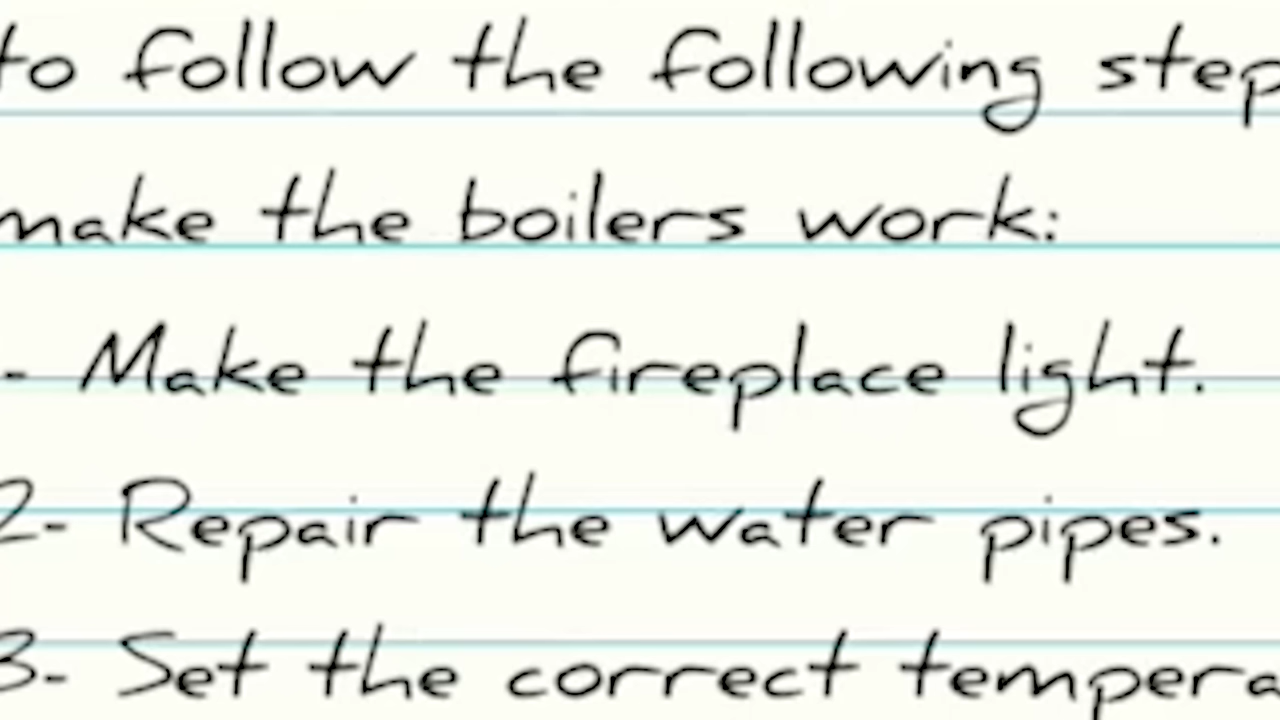 to follow the following step
make the boilers work:
- Make the fireplace light.
2- Repair the water pipes.
3- Set the correct tempera